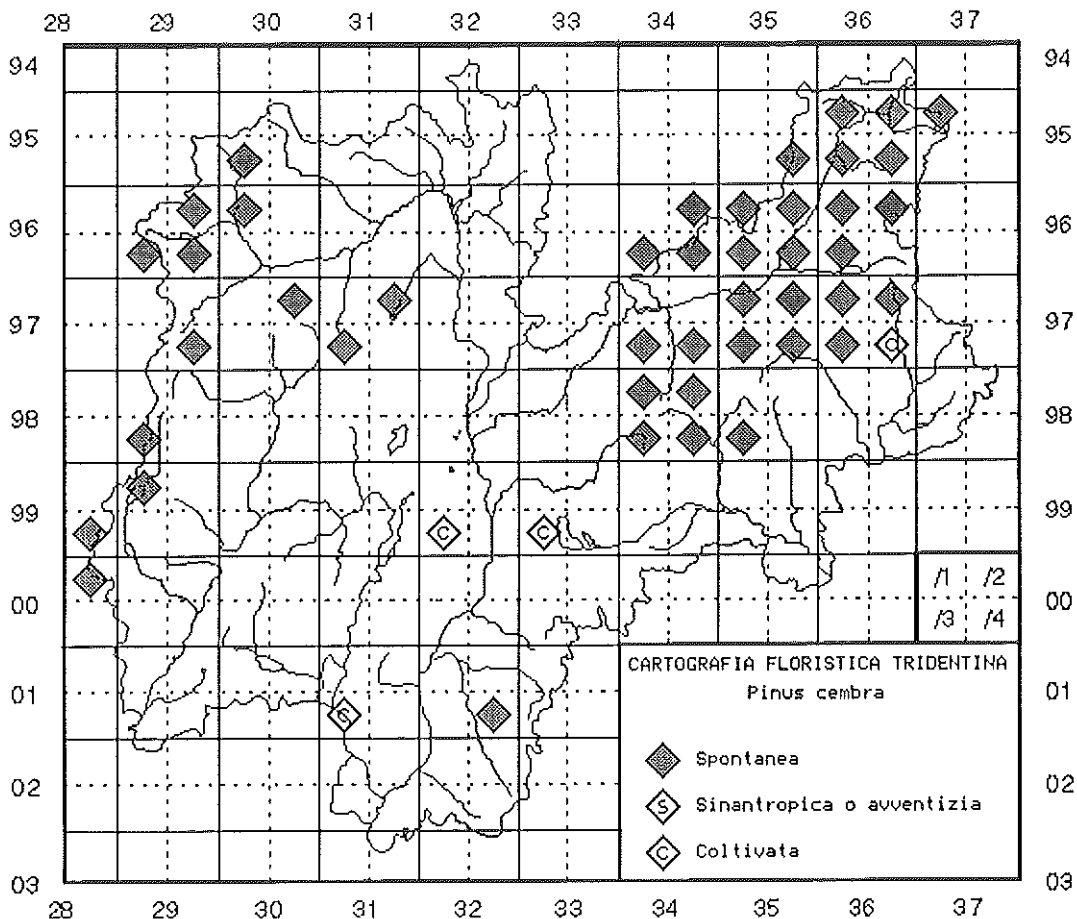 28 29 30 31 32 33 34 35 36 37
94 94
95 95
96 96
97 97
C
98 98
99 C C 99
/1 /2
00 00
/3 /4
CARTOGRAFIA FLORISTICA TRIDENTINA
01 01
Pinus cembra
C
Spontanea
02 02
S Sinantropica o avventizia
C Coltivata
03 03
28 29 30 31 32 33 34 35 36 37